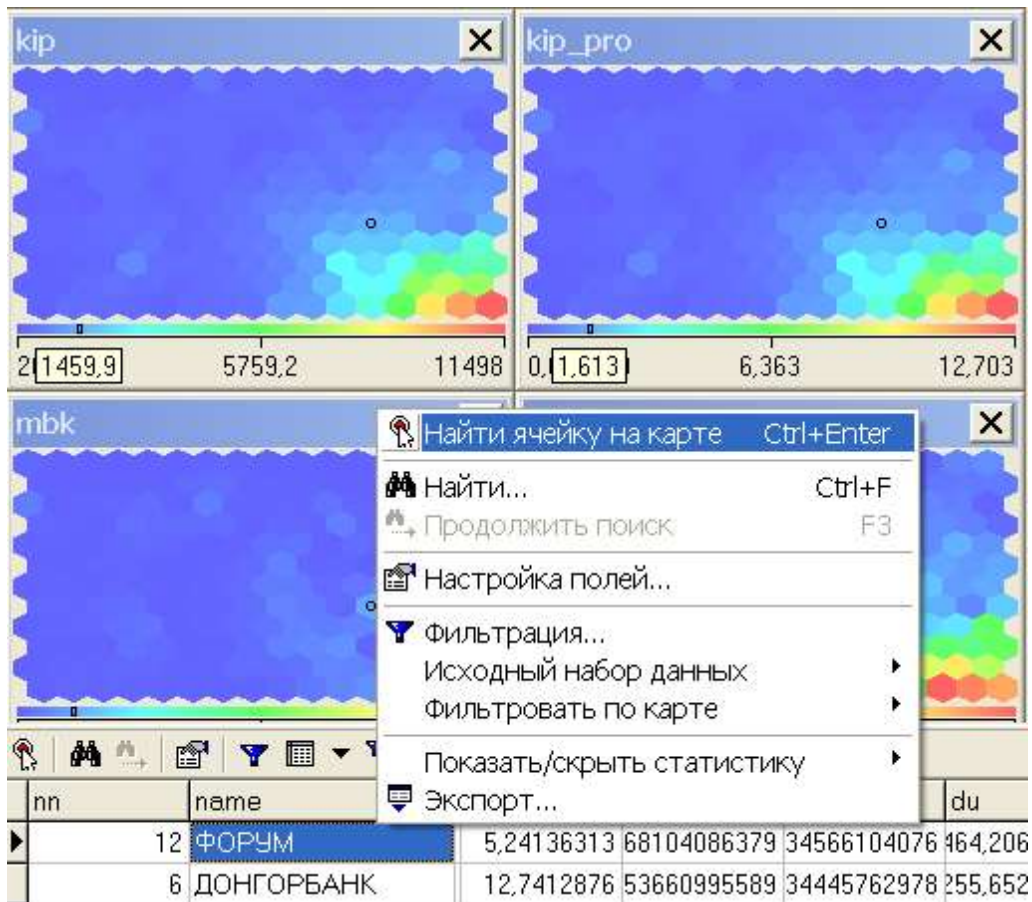 kip
kip_pro
1459,9 5759,2 11498
0, 1,613 6,363 12,703
mbk
Найти ячейку на карте Ctrl+Enter
Найти... Ctrl+F
Продолжить поиск F3
Настройка полей...
Фильтрация...
Исходный набор данных
Фильтровать по карте
Показать/скрыть статистику
Экспорт...
nn name du
12 ФОРУМ 5,24136313 68104086379 34566104076 464,206
6 ДОНГОРБАНК 12,7412876 53660995589 34445762978 255,652